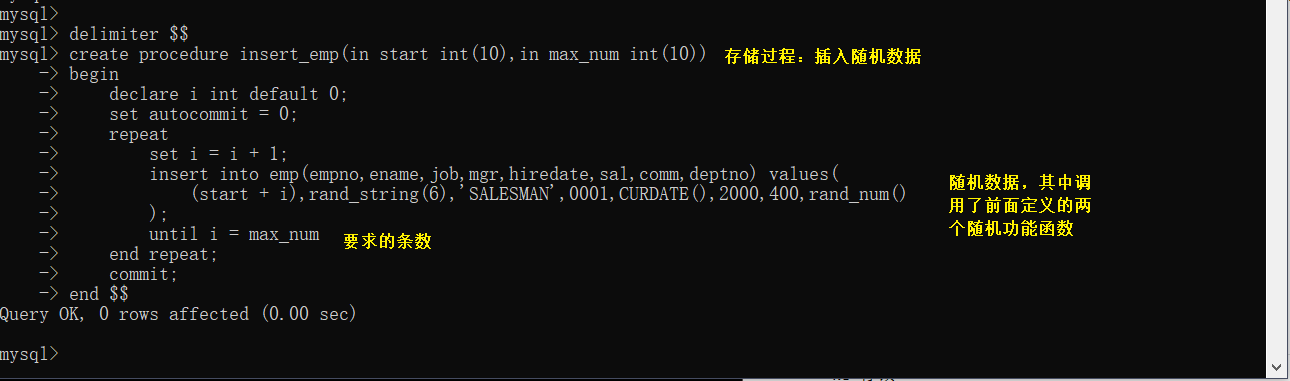 mysql>
mysql> delimiter $$
mysql> create procedure insert_emp(in start int(10),in max_num int(10)) 存储过程：插入随机数据
    -> begin
    ->     declare i int default 0;
    ->     set autocommit = 0;
    ->     repeat
    ->         set i = i + 1;
    ->         insert into emp(empno,ename,job,mgr,hiredate,sal,comm,deptno) values(
    ->             (start + i),rand_string(6),'SALESMAN',0001,CURDATE(),2000,400,rand_num()
    ->         );
随机数据，其中调
用了前面定义的两
个随机功能函数
    ->         until i = max_num 要求的条数
    ->     end repeat;
    ->     commit;
    -> end $$
Query OK, 0 rows affected (0.00 sec)
mysql>